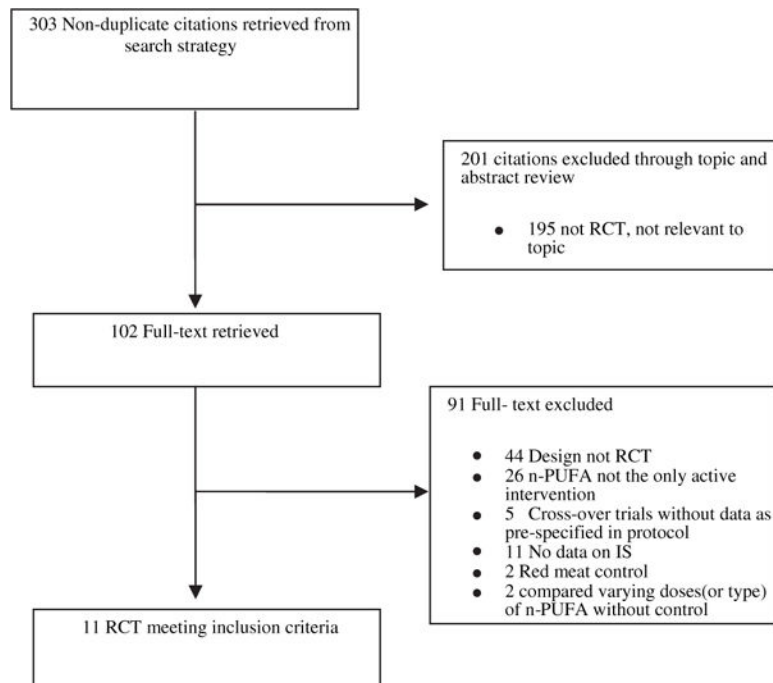 303 Non-duplicate citations retrieved from
search strategy
201 citations excluded through topic and
abstract review
● 195 not RCT, not relevant to
topic
102 Full-text retrieved
91 Full- text excluded
● 44 Design not RCT
● 26 n-PUFA not the only active
intervention
● 5 Cross-over trials without data as
pre-specified in protocol
● 11 No data on IS
● 2 Red meat control
● 2 compared varying doses(or type)
of n-PUFA without control
11 RCT meeting inclusion criteria